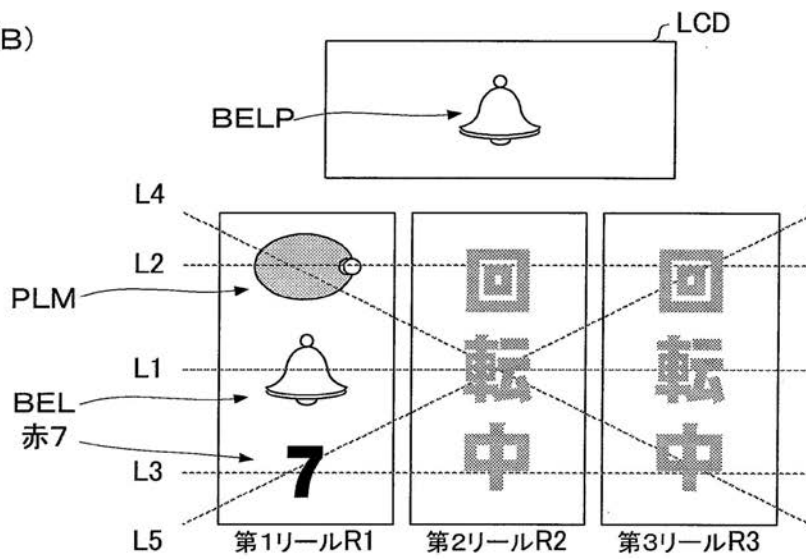 B)
LCD
BELP
L4
L2
PLM
L1
BEL
赤7
L3
L5
7
回転中
回転中
第1リールR1
第2リールR2
第3リールR3